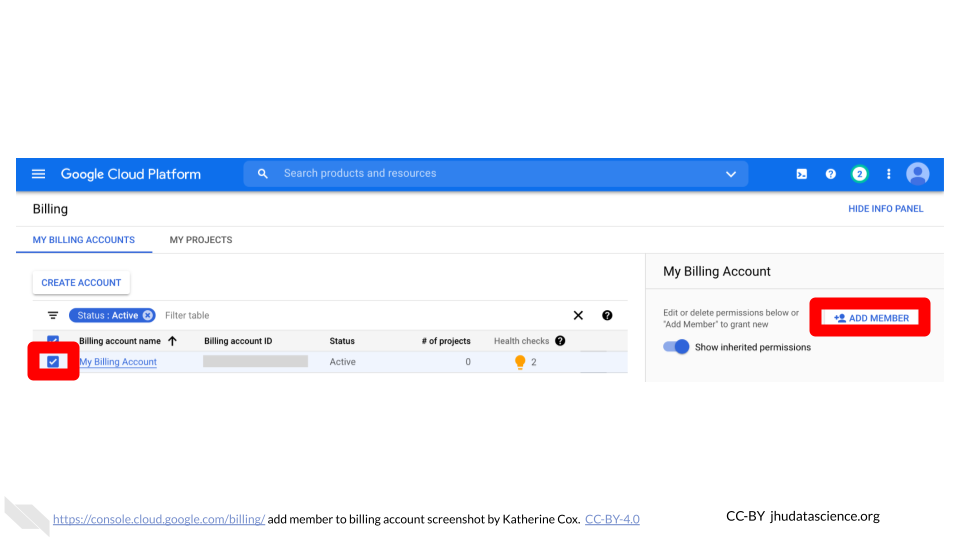 Google Cloud Platform
Search products and resources
2
Billing
HIDE INFO PANEL
MY BILLING ACCOUNTS MY PROJECTS
CREATE ACCOUNT
Status : Active Filter table
Billing account name Billing account ID Status # of projects Health checks
My Billing Account Active 0 2
My Billing Account
Edit or delete permissions below or
"Add Member" to grant new
ADD MEMBER
Show inherited permissions
https://console.cloud.google.com/billing/ add member to billing account screenshot by Katherine Cox. CC-BY-4.0
CC-BY jhudatascience.org